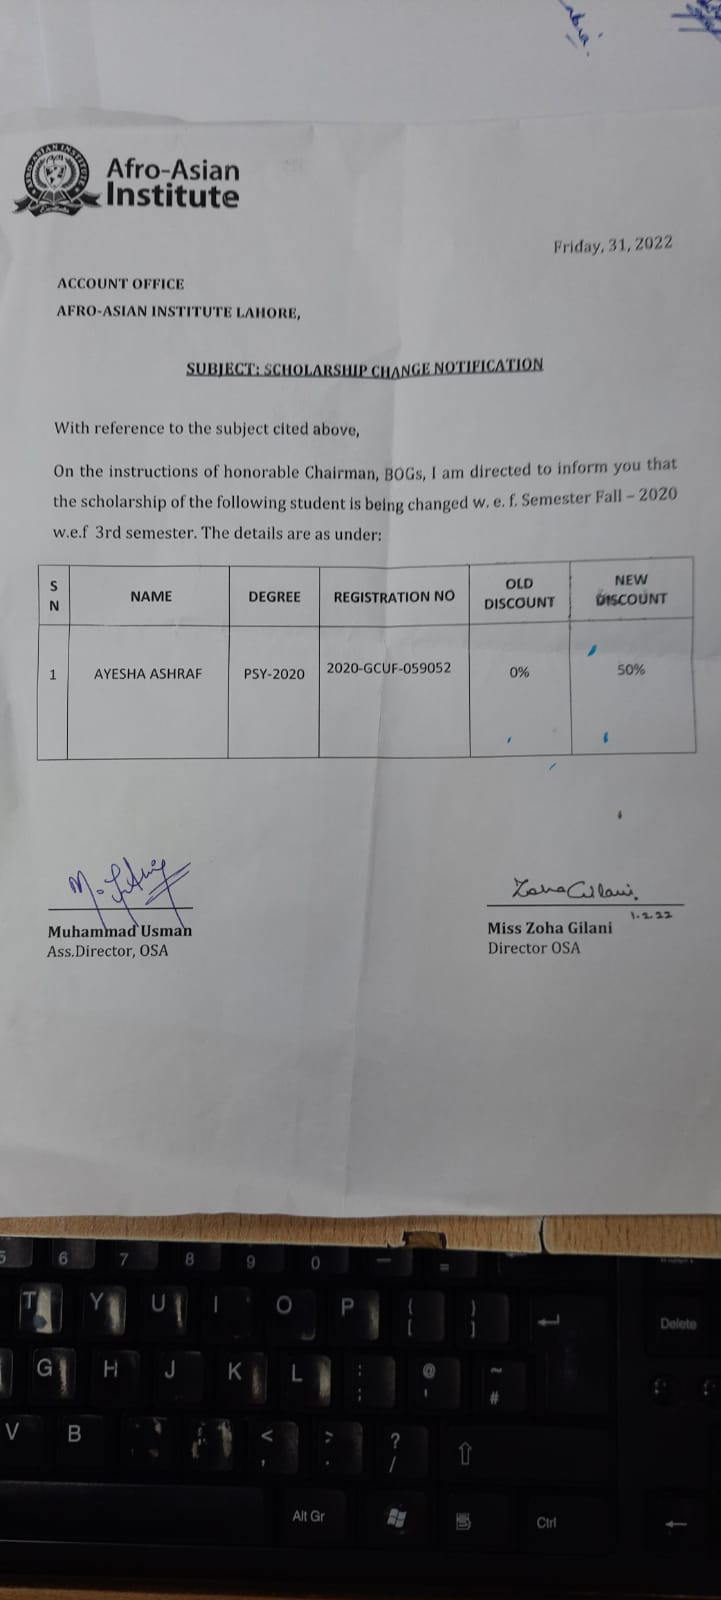 Afro-Asian
Institute
Friday, 31, 2022
ACCOUNT OFFICE
AFRO-ASIAN INSTITUTE LAHORE,
SUBJECT: SCHOLARSHIP CHANGE NOTIFICATION
With reference to the subject cited above,
On the instructions of honorable Chairman, BOGs, I am directed to inform you that
the scholarship of the following student is being changed w. e. f. Semester Fall – 2020
w.e.f 3rd semester. The details are as under:
S N NAME DEGREE REGISTRATION NO OLD DISCOUNT NEW DISCOUNT
1 AYESHA ASHRAF PSY-2020 2020-GCUF-059052 0% 50%
Zoha Gilani
1.2.22
Muhammad Usman Miss Zoha Gilani
Ass.Director, OSA Director OSA
5 6 7 8 9 0 — =
T Y U I O P { [ } ] Delete
G H J K L : ; @ ' ~ #
V B < , > . ? /
Alt Gr Ctrl